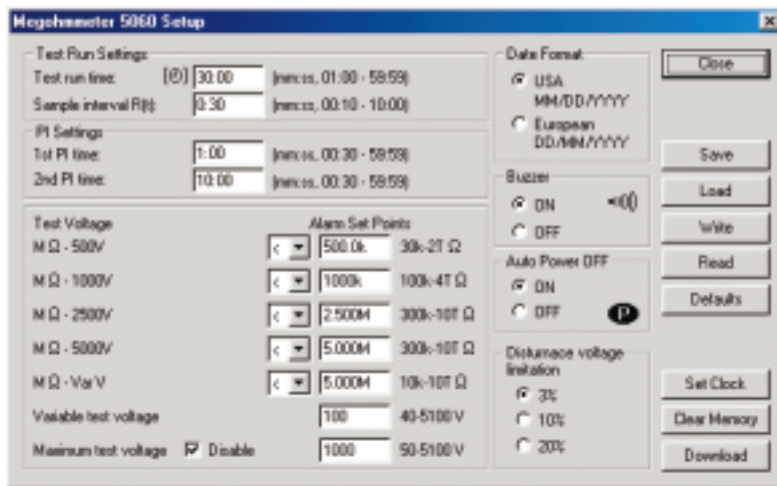 Megohmmeter 5060 Setup
Test Run Settings
Test run time: 30:00 (mm:ss, 01:00 - 59:59)
Sample interval R(t): 0:30 (mm:ss, 00:10 - 10:00)
PI Settings
1st PI time: 1:00 (mm:ss, 00:30 - 59:59)
2nd PI time: 10:00 (mm:ss, 00:30 - 59:59)
Test Voltage Alarm Set Points
M Ω - 500V < 500.0k 30k-2T Ω
M Ω - 1000V < 1000k 100k-4T Ω
M Ω - 2500V < 2.500M 300k-10T Ω
M Ω - 5000V < 5.000M 300k-10T Ω
M Ω - Var V < 5.000M 10k-10T Ω
Variable test voltage 100 40-5100 V
Maximum test voltage Disable 1000 50-5100 V
Date Format
USA
MM/DD/YYYY
European
DD/MM/YYYY
Buzzer
ON
OFF
Auto Power OFF
ON
OFF
P
Disturnace voltage
limitation
3%
10%
20%
Close
Save
Load
Write
Read
Defaults
Set Clock
Clear Memory
Download